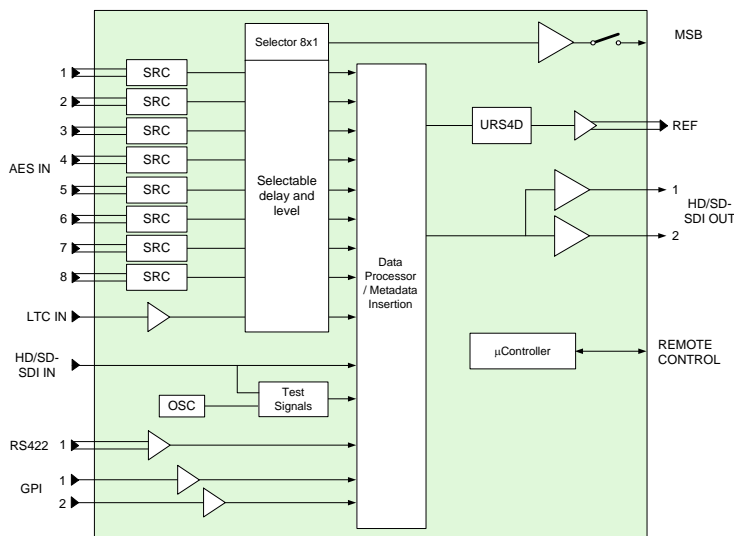 Selector 8x1
MSB
1
SRC
2
SRC
URS4D
REF
3
SRC
AES IN
4
SRC
5
SRC
Selectable
delay and
level
1
HD/SD-
SDI OUT
2
6
SRC
7
SRC
8
SRC
Data
Processor
/ Metadata
Insertion
LTC IN
HD/SD-
SDI IN
μController
REMOTE
CONTROL
OSC
Test
Signals
RS422
1
GPI
1
2